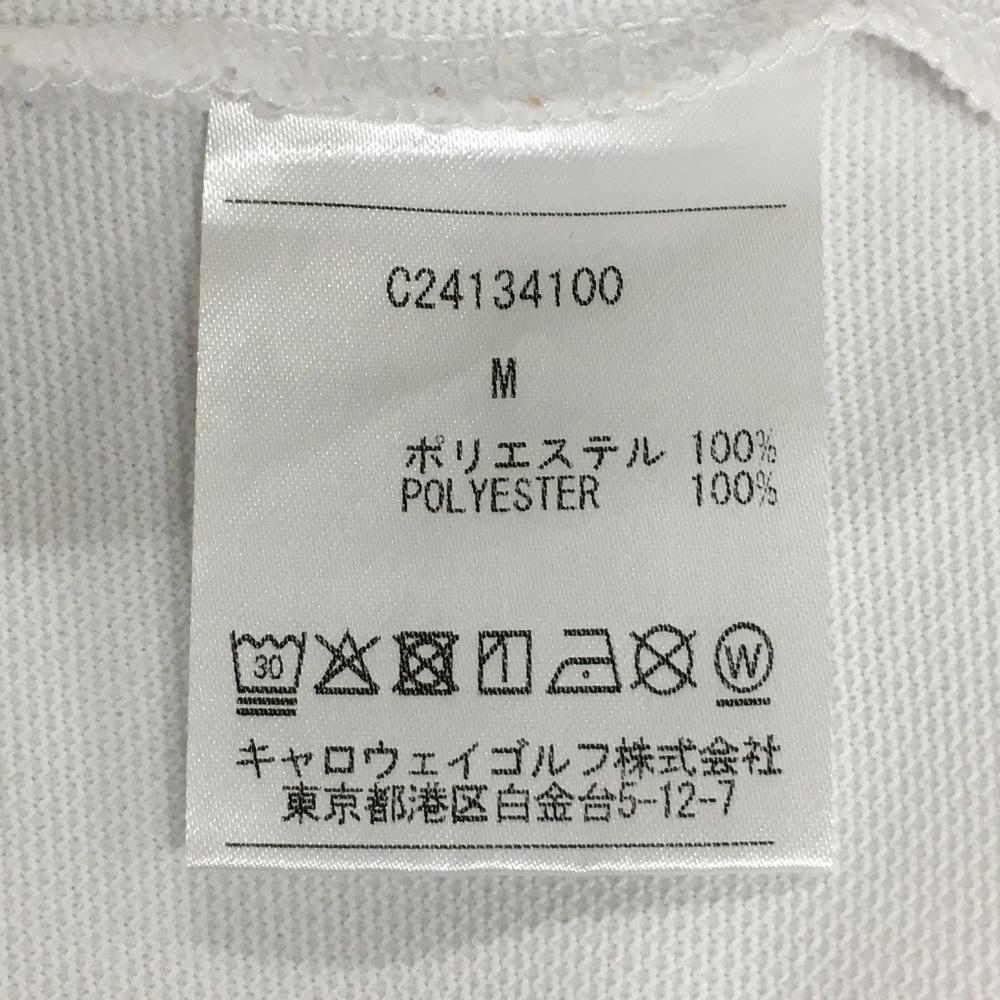 C24134100
M
ポリエステル 100%
POLYESTER 100%
30 W
キャロウェイゴルフ株式会社
東京都港区白金台5-12-7